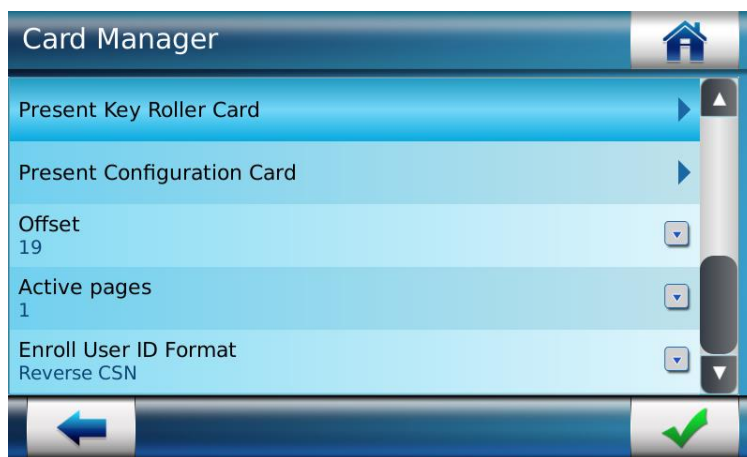 Card Manager
Present Key Roller Card
Present Configuration Card
Offset
19
Active pages
1
Enroll User ID Format
Reverse CSN